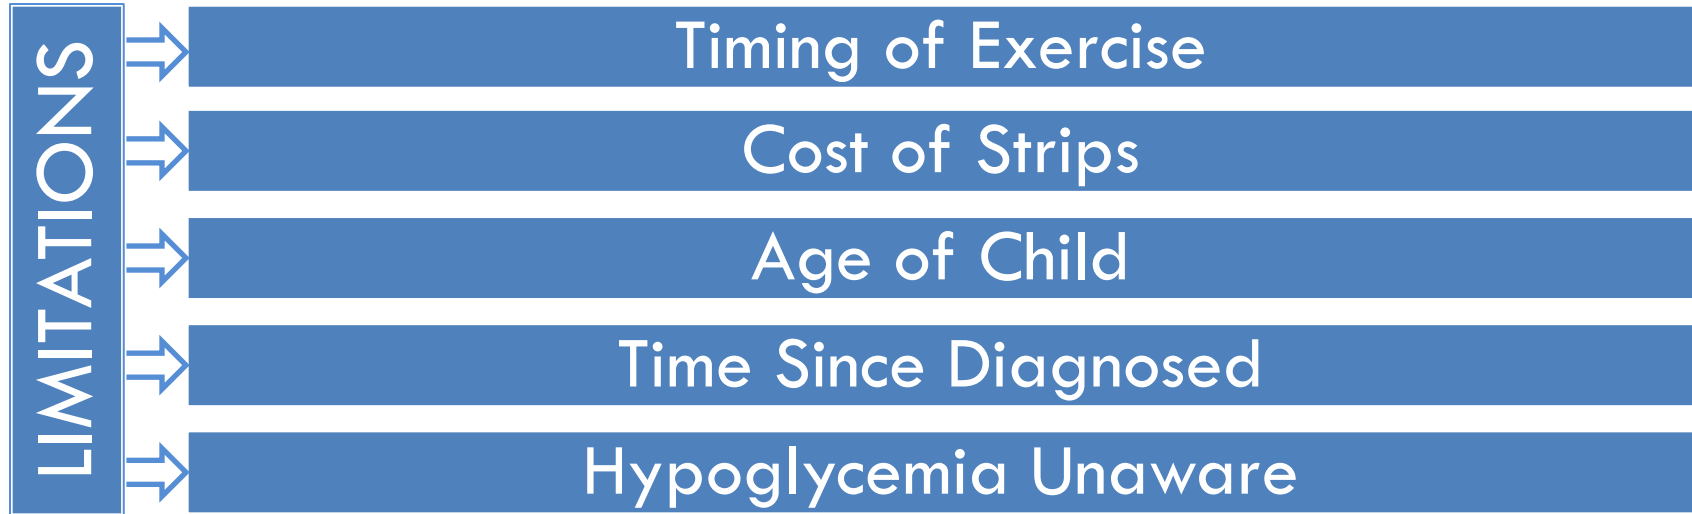 LIMITATIONS
Timing of Exercise
Cost of Strips
Age of Child
Time Since Diagnosed
Hypoglycemia Unaware